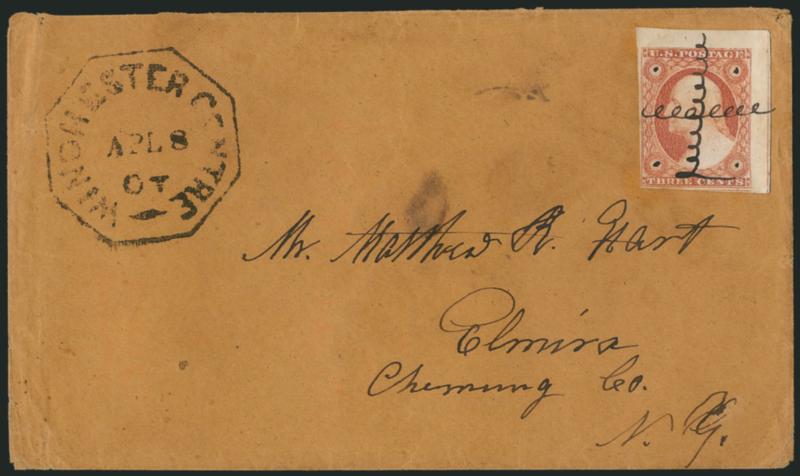 WINCHESTER CENTRE
APL 8
CT
U.S. POSTAGE
THREE CENTS
Mr. Matthew R. Hart
Elmira
Chemung Co.
N. Y.